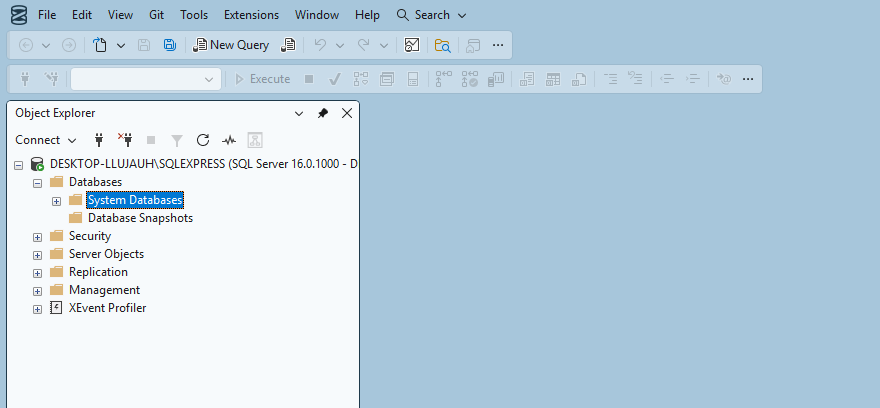 File Edit View Git Tools Extensions Window Help Search
New Query
Execute
Object Explorer
Connect
DESKTOP-LLUJAUH\SQLEXPRESS (SQL Server 16.0.1000 - D
Databases
System Databases
Database Snapshots
Security
Server Objects
Replication
Management
XEvent Profiler